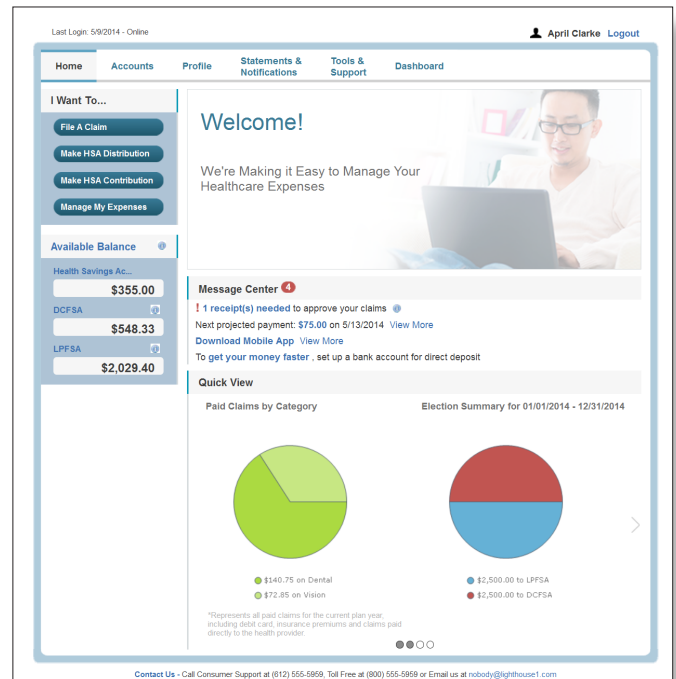 Last Login: 5/9/2014 - Online
April Clarke Logout
Home Accounts Profile Statements & Notifications Tools & Support Dashboard
I Want To...
File A Claim
Make HSA Distribution
Make HSA Contribution
Manage My Expenses
Available Balance
Health Savings Ac...
$355.00
DCFSA
$548.33
LPFSA
$2,029.40
Welcome!
We're Making it Easy to Manage Your
Healthcare Expenses
Message Center 4
! 1 receipt(s) needed to approve your claims
Next projected payment: $75.00 on 5/13/2014 View More
Download Mobile App View More
To get your money faster , set up a bank account for direct deposit
Quick View
Paid Claims by Category
$140.75 on Dental
$72.85 on Vision
*Represents all paid claims for the current plan year,
including debit card, insurance premiums and claims paid
directly to the health provider.
Election Summary for 01/01/2014 - 12/31/2014
$2,500.00 to LPFSA
$2,500.00 to DCFSA
Contact Us - Call Consumer Support at (612) 555-5959, Toll Free at (800) 555-5959 or Email us at nobody@lighthouse1.com